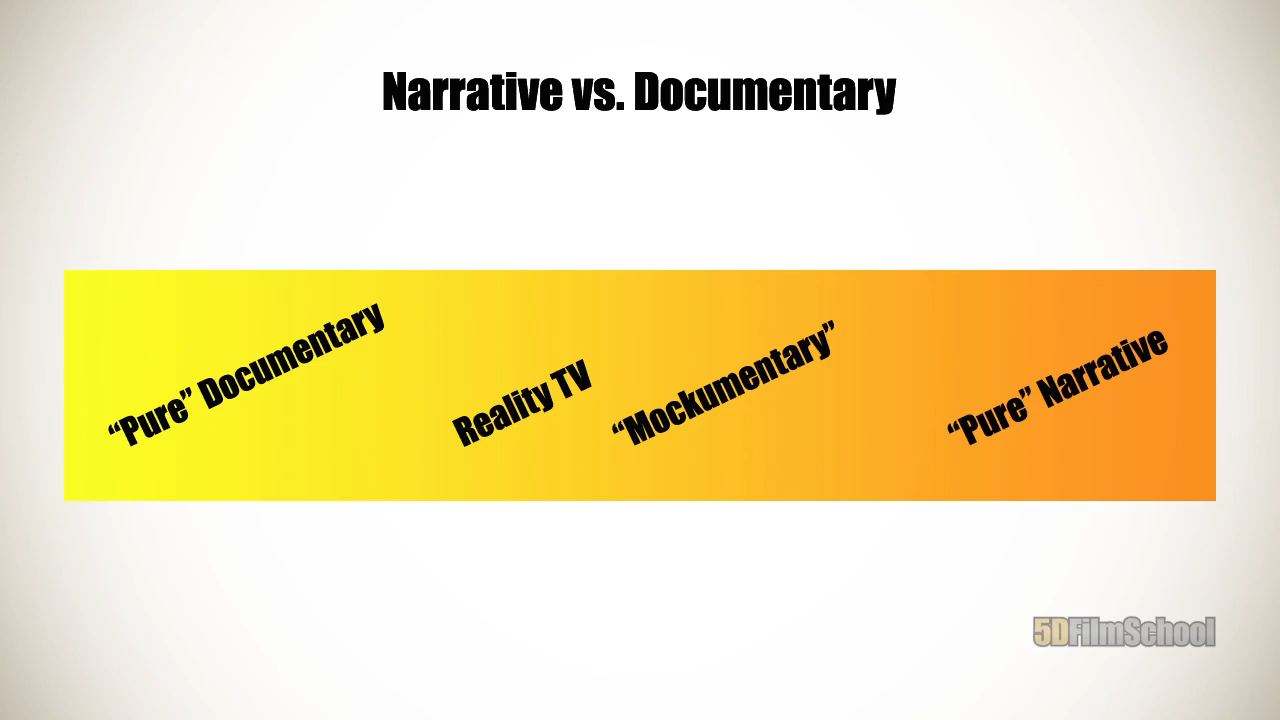 Narrative vs. Documentary
“Pure” Documentary
Reality TV
“Mockumentary”
“Pure” Narrative
5DFilmSchool